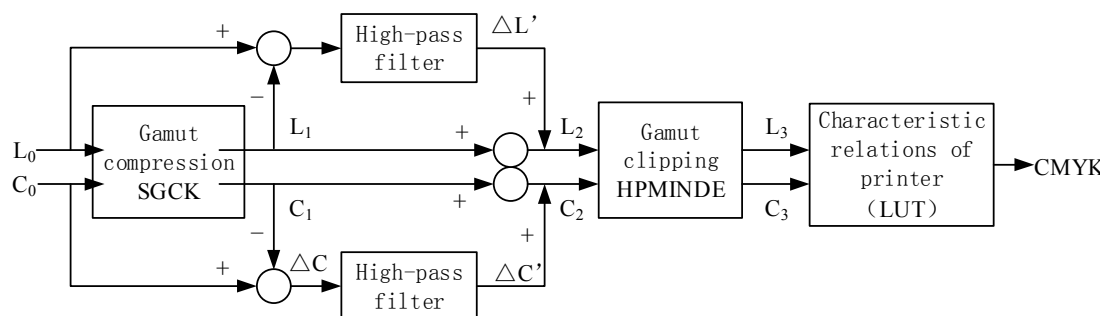 +
High-pass
filter
△L'
−
+
L₀
C₀
Gamut
compression
SGCK
L₁
C₁
+
+
L₂
C₂
Gamut
clipping
HPMINDE
L₃
C₃
Characteristic
relations of
printer
(LUT)
CMYK
−
+
+
△C
High-pass
filter
△C'